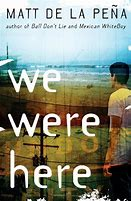 MATT DE LA PEÑA
author of Ball Don't Lie and Mexican WhiteBoy
we
were
here